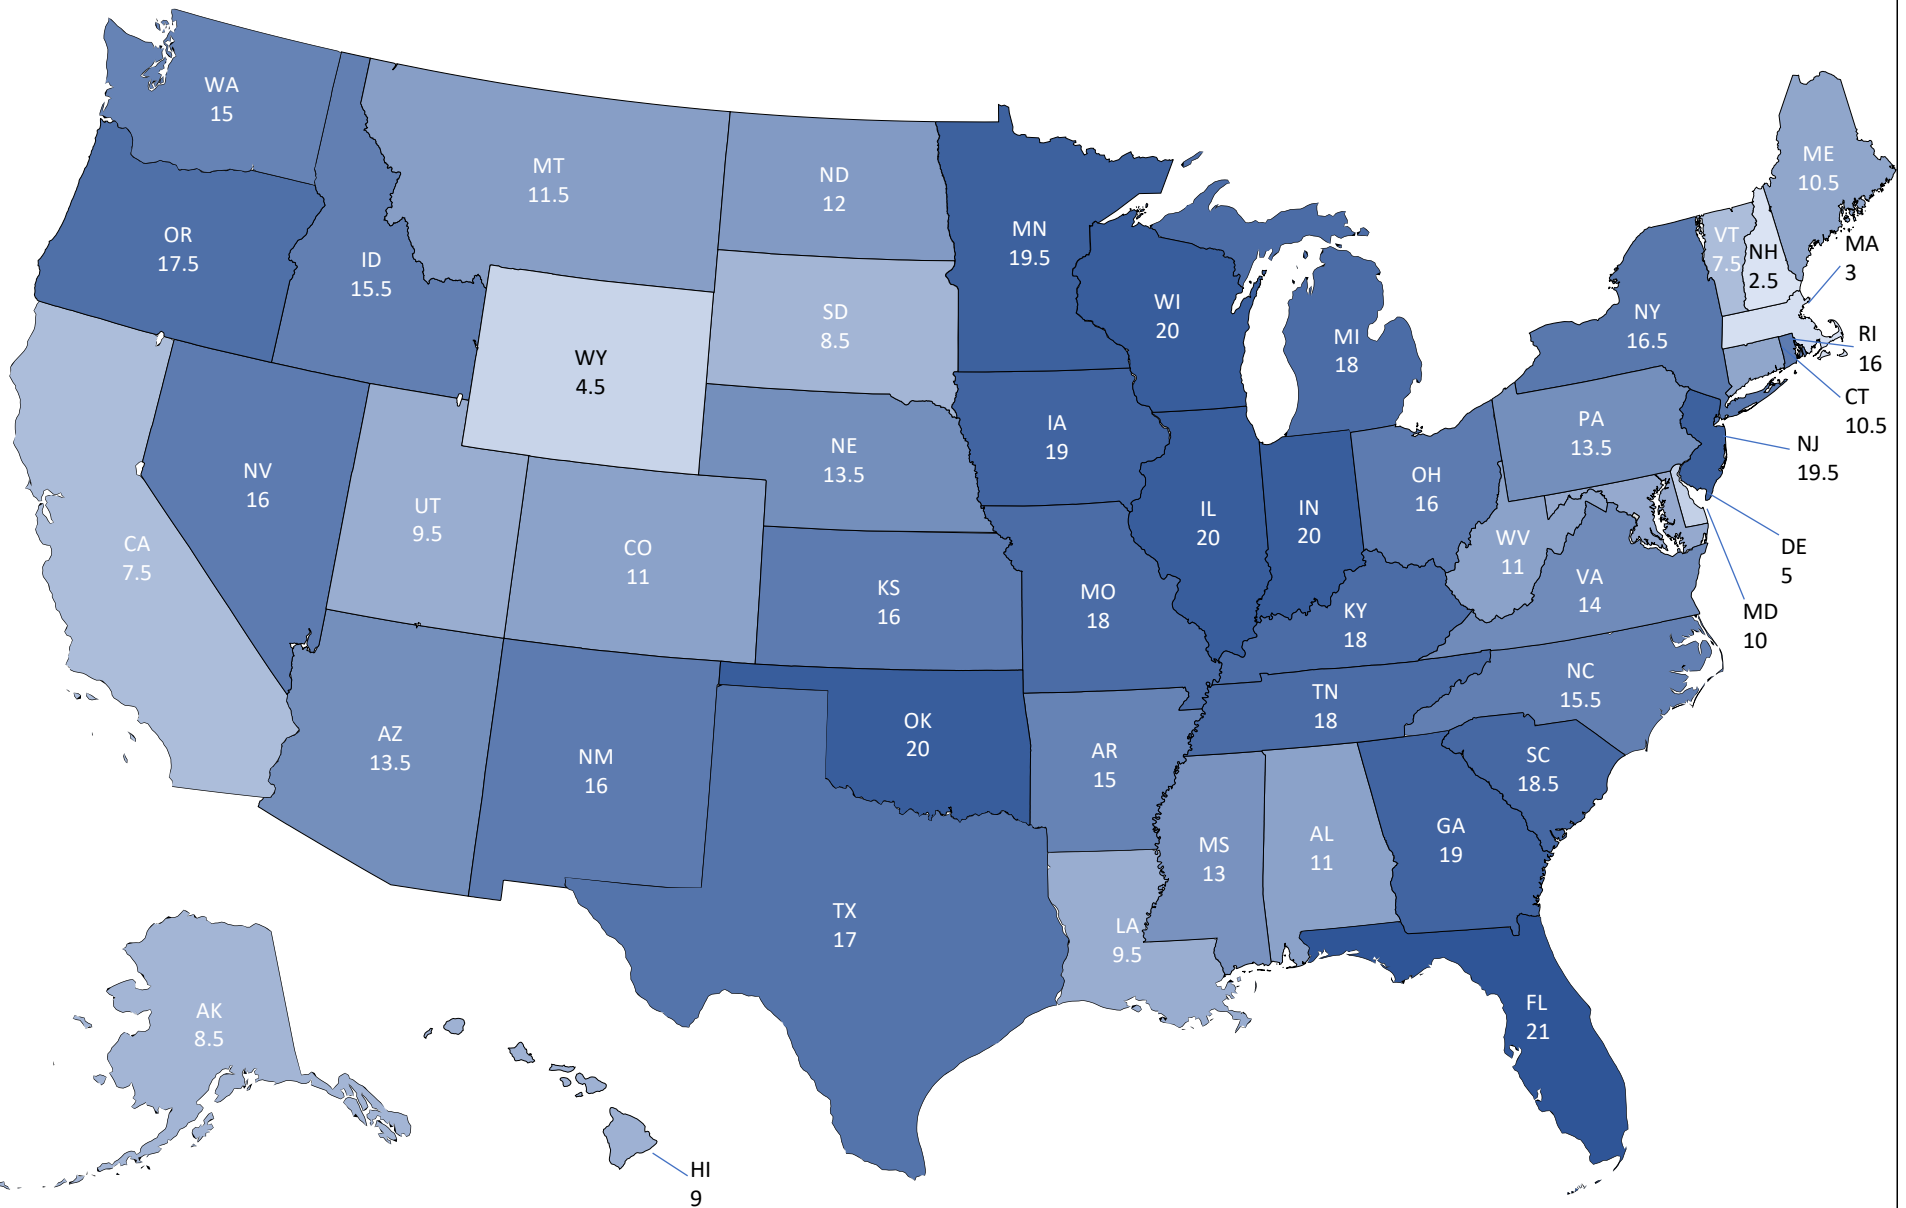 WA
15
MT
11.5
ND
12
ME
10.5
OR
17.5
ID
15.5
MN
19.5
VT
7.5
NH
2.5
MA
3
WI
20
SD
8.5
NY
16.5
MI
18
RI
16
WY
4.5
CT
10.5
IA
19
PA
13.5
NJ
19.5
NE
13.5
NV
16
OH
16
UT
9.5
IL
20
IN
20
CA
7.5
CO
11
WV
11
DE
5
KS
16
MO
18
VA
14
KY
18
MD
10
NC
15.5
TN
18
OK
20
AZ
13.5
NM
16
AR
15
SC
18.5
MS
13
AL
11
GA
19
TX
17
LA
9.5
AK
8.5
FL
21
HI
9